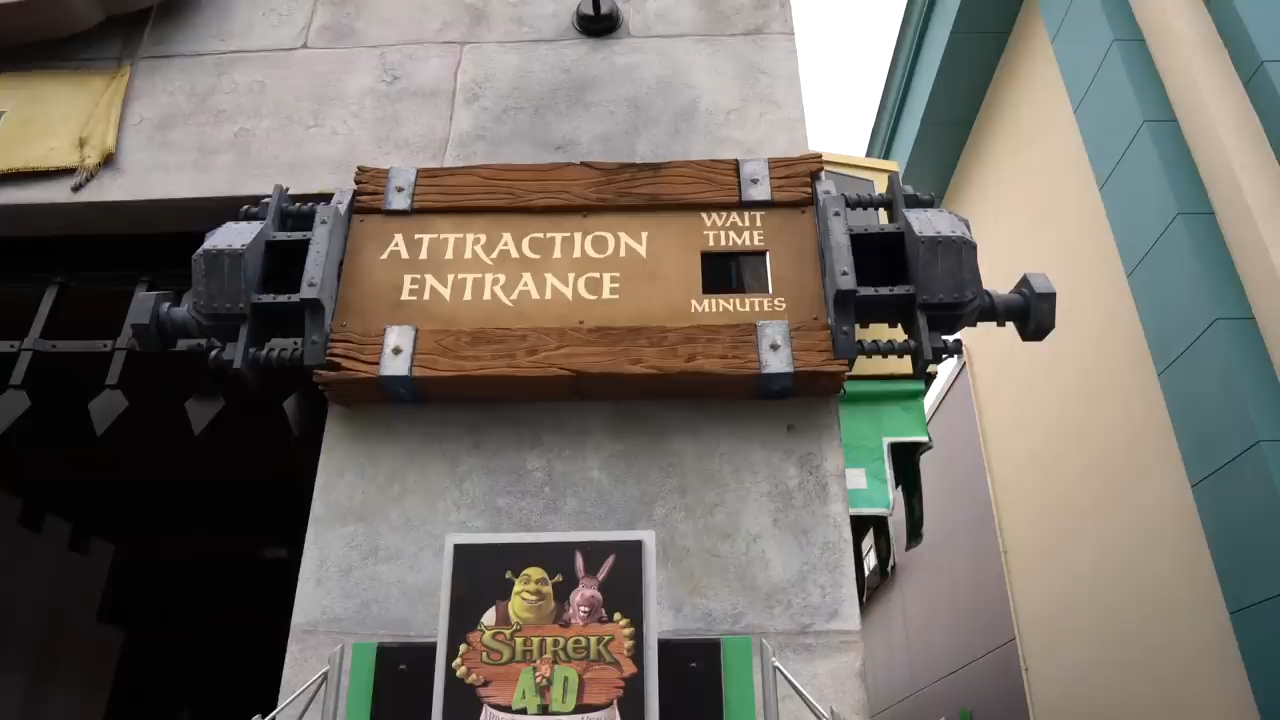 ATTRACTION
ENTRANCE
WAIT
TIME
MINUTES
SHREK
4-D